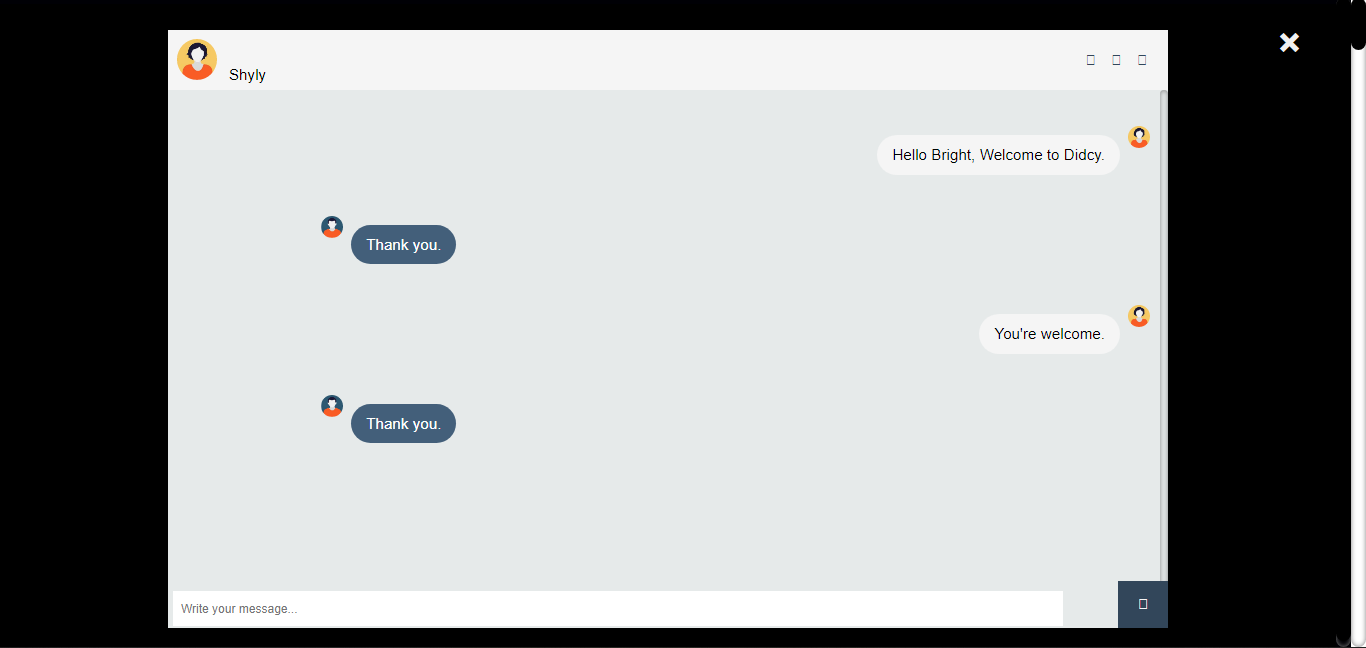 Shyly
Hello Bright, Welcome to Didcy.
Thank you.
You're welcome.
Thank you.
Write your message...